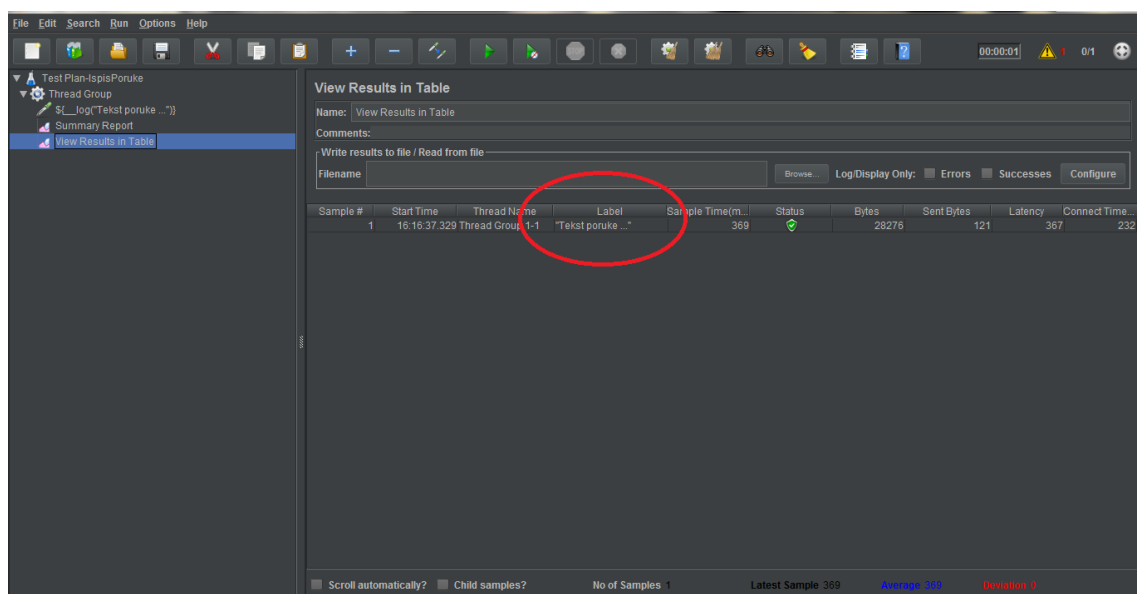 File Edit Search Run Options Help
00:00:01 1 0/1
Test Plan-IspisPoruke
Thread Group
${__log("Tekst poruke ...")}
Summary Report
View Results in Table
View Results in Table
Name: View Results in Table
Comments:
Write results to file / Read from file
Filename Browse... Log/Display Only: Errors Successes Configure
Sample # Start Time Thread Name Label Sample Time(m... Status Bytes Sent Bytes Latency Connect Time...
1 16:16:37.329 Thread Group 1-1 "Tekst poruke ..." 369 28276 121 367 232
Scroll automatically? Child samples? No of Samples 1 Latest Sample 369 Average 369 Deviation 0